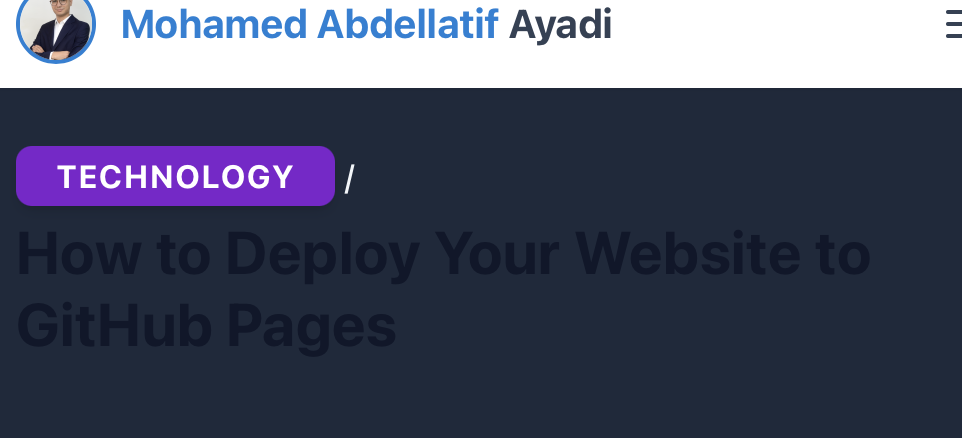 Mohamed Abdellatif Ayadi
TECHNOLOGY /
How to Deploy Your Website to
GitHub Pages